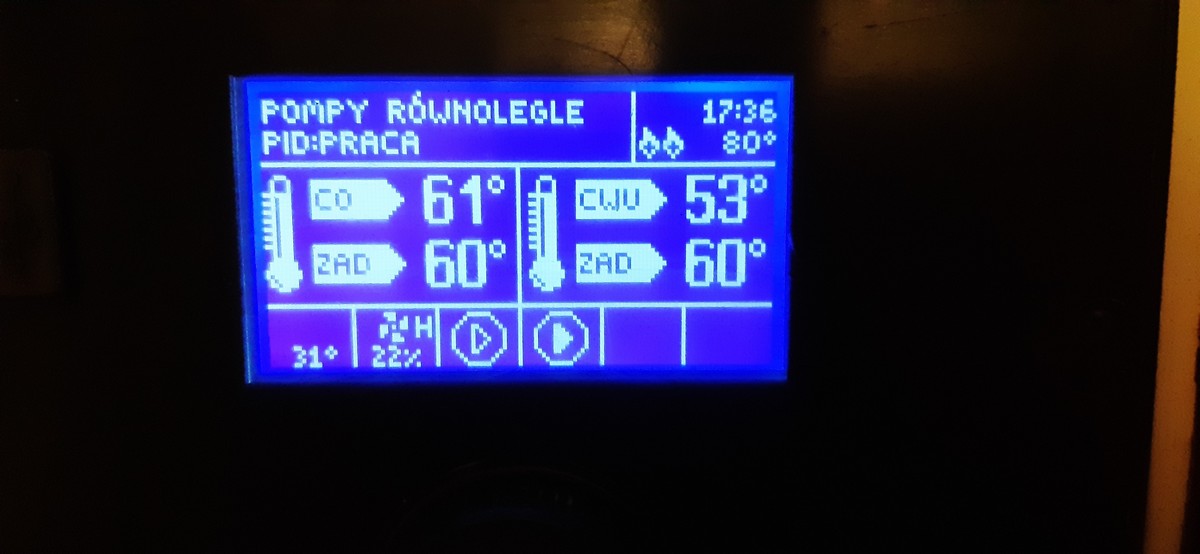 POMPY RÓWNOLEGLE 17:36
PID:PRACA 80°
CO 61° CWU 53°
ZAD 60° ZAD 60°
H
31° 22%